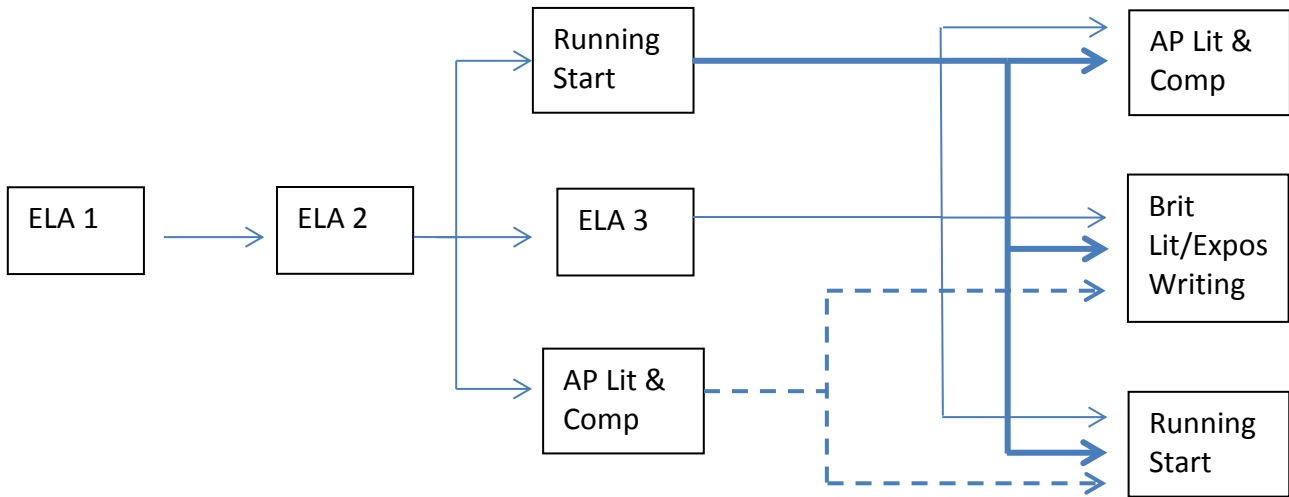 Running
Start
AP Lit &
Comp
ELA 1
ELA 2
ELA 3
Brit
Lit/Expos
Writing
AP Lit &
Comp
Running
Start